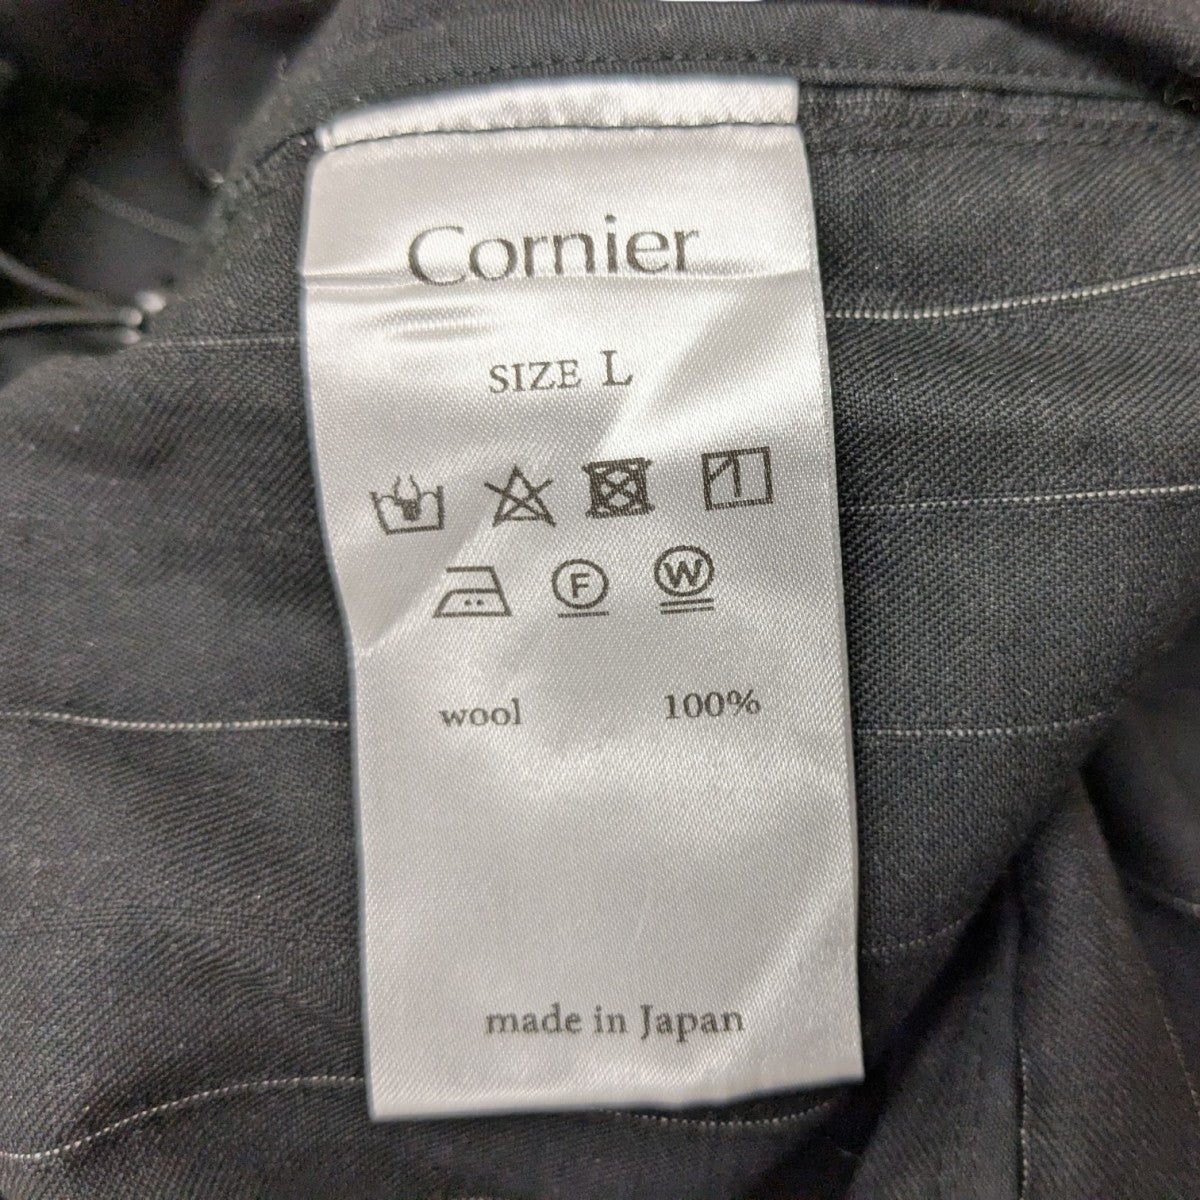 Cornier
SIZE L
F W
wool 100%
made in Japan